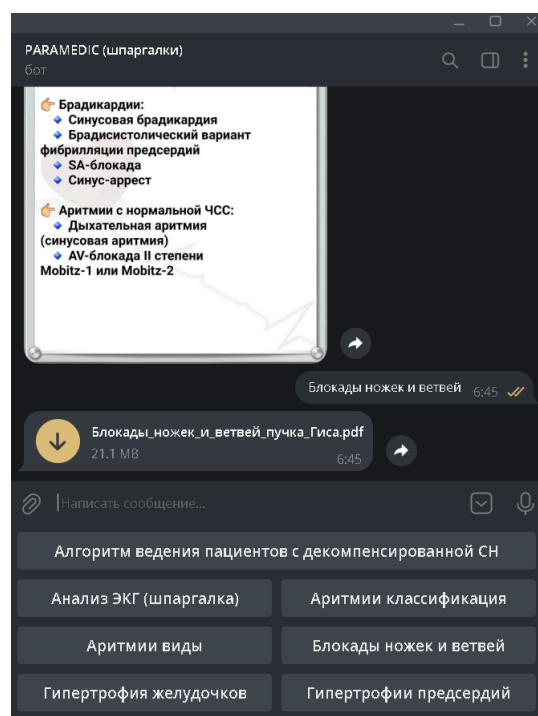 PARAMEDIC (шпаргалки)
бот
Брадикардии:
Синусовая брадикардия
Брадисистолический вариант
фибрилляции предсердий
SA-блокада
Синус-аррест
Аритмии с нормальной ЧСС:
Дыхательная аритмия
(синусовая аритмия)
AV-блокада II степени
Mobitz-1 или Mobitz-2
Блокады ножек и ветвей 6:45
Блокады_ножек_и_ветвей_пучка_Гиса.pdf
21.1 MB 6:45
Написать сообщение...
Алгоритм ведения пациентов с декомпенсированной СН
Анализ ЭКГ (шпаргалка) Аритмии классификация
Аритмии виды Блокады ножек и ветвей
Гипертрофия желудочков Гипертрофии предсердий